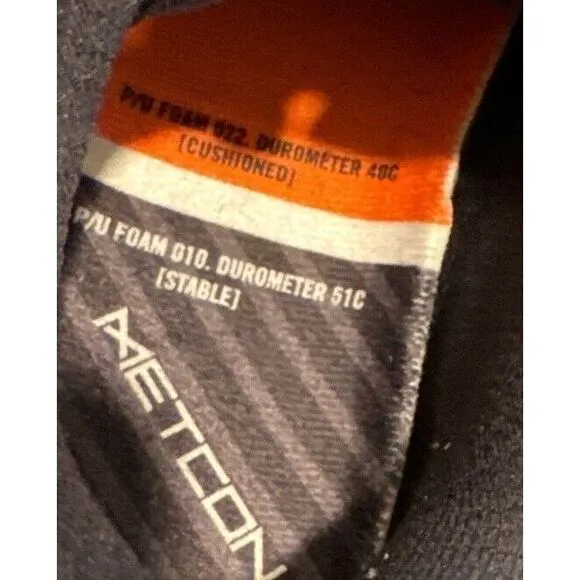 P/U FOAM 022. DUROMETER 40C
[CUSHIONED]
P/U FOAM 010. DUROMETER 51C
[STABLE]
METCON